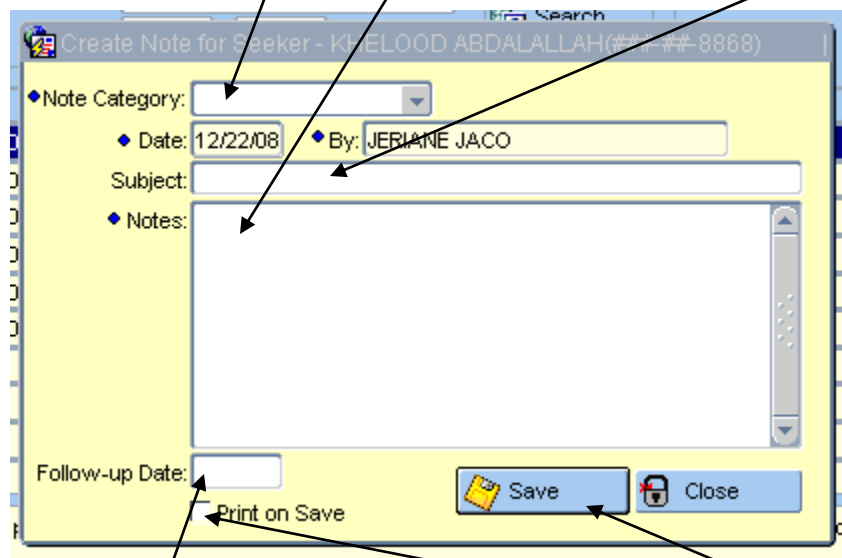 Search
Create Note for Seeker - KHELOOD ABDALALLAH(###-##-8868)
Note Category:
Date: 12/22/08 By: JERIANE JACO
Subject:
Notes:
Follow-up Date:
Save Close
Print on Save